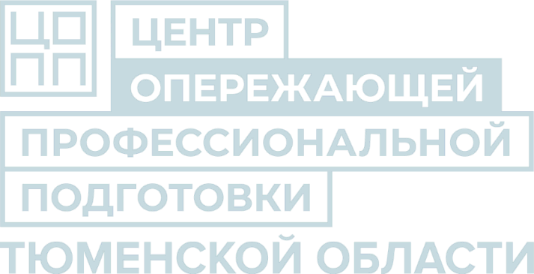 ЦО
ПП
ЦЕНТР
ОПЕРЕЖАЮЩЕЙ
ПРОФЕССИОНАЛЬНОЙ
ПОДГОТОВКИ
ТЮМЕНСКОЙ ОБЛАСТИ